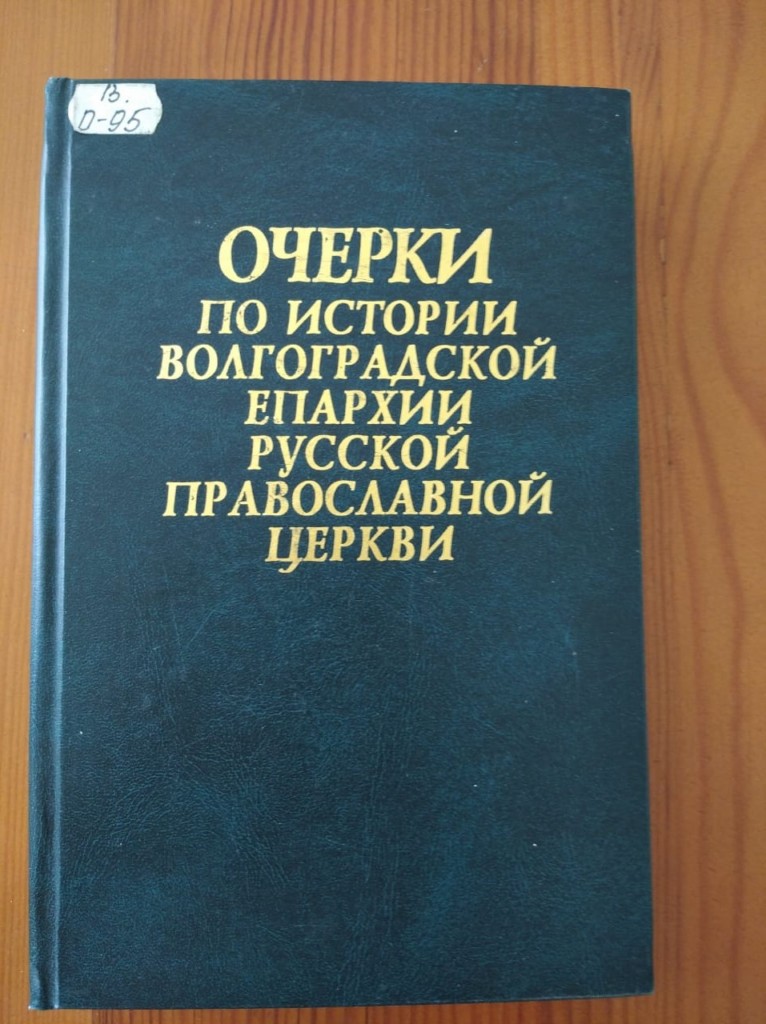 В.
О-95
ОЧЕРКИ
ПО ИСТОРИИ
ВОЛГОГРАДСКОЙ
ЕПАРХИИ
РУССКОЙ
ПРАВОСЛАВНОЙ
ЦЕРКВИ